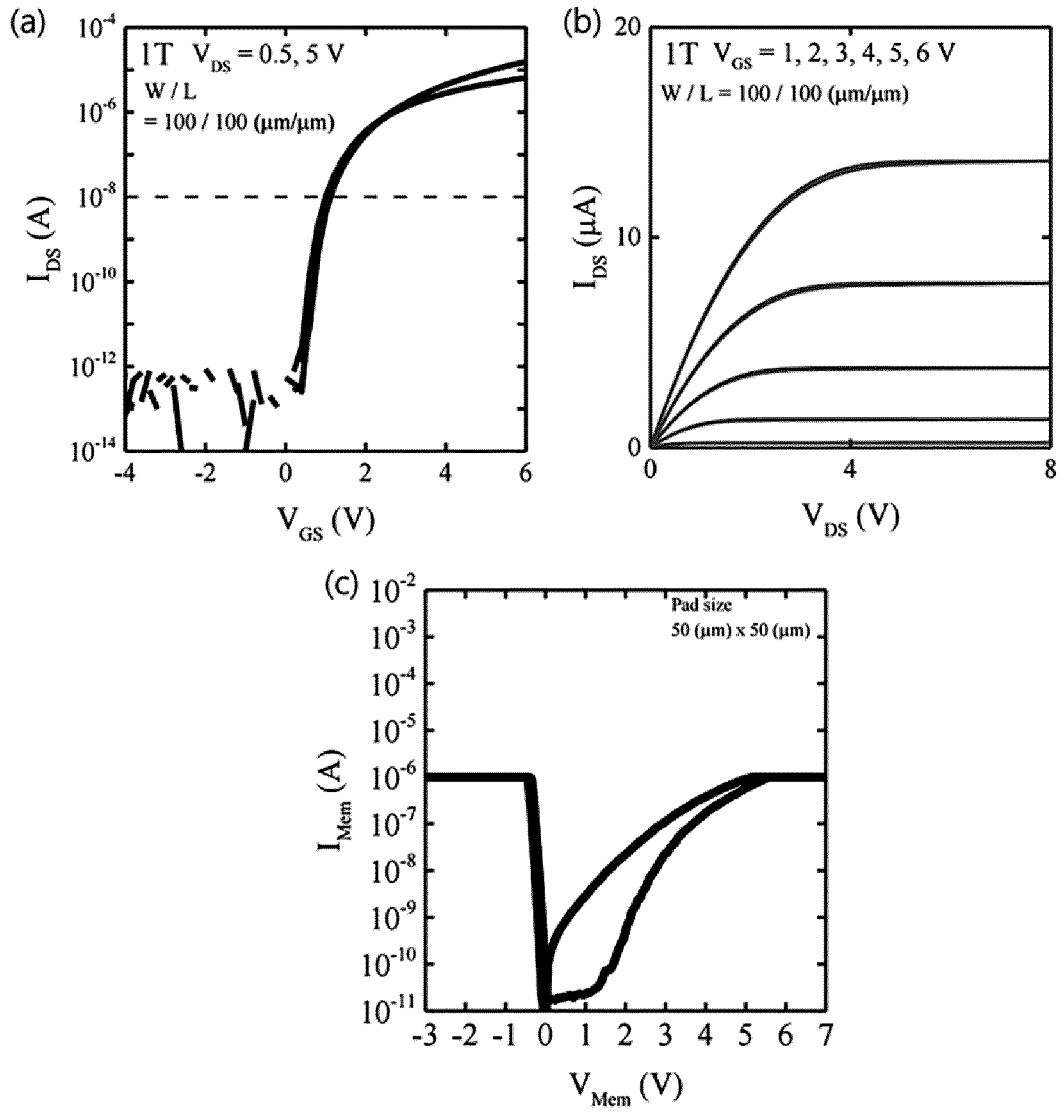 (a)
1T V_DS = 0.5, 5 V
W / L
= 100 / 100 (μm/μm)
I_DS (A)
10^-4
10^-6
10^-8
10^-10
10^-12
10^-14
-4 -2 0 2 4 6
V_GS (V)
(b)
1T V_GS = 1, 2, 3, 4, 5, 6 V
W / L = 100 / 100 (μm/μm)
I_DS (μA)
20
10
0
0 4 8
V_DS (V)
(c)
Pad size
50 (μm) x 50 (μm)
I_Mem (A)
10^-2
10^-3
10^-4
10^-5
10^-6
10^-7
10^-8
10^-9
10^-10
10^-11
-3 -2 -1 0 1 2 3 4 5 6 7
V_Mem (V)